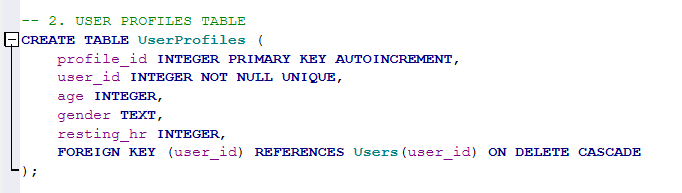 -- 2. USER PROFILES TABLE
CREATE TABLE UserProfiles (
profile_id INTEGER PRIMARY KEY AUTOINCREMENT,
user_id INTEGER NOT NULL UNIQUE,
age INTEGER,
gender TEXT,
resting_hr INTEGER,
FOREIGN KEY (user_id) REFERENCES Users(user_id) ON DELETE CASCADE
);